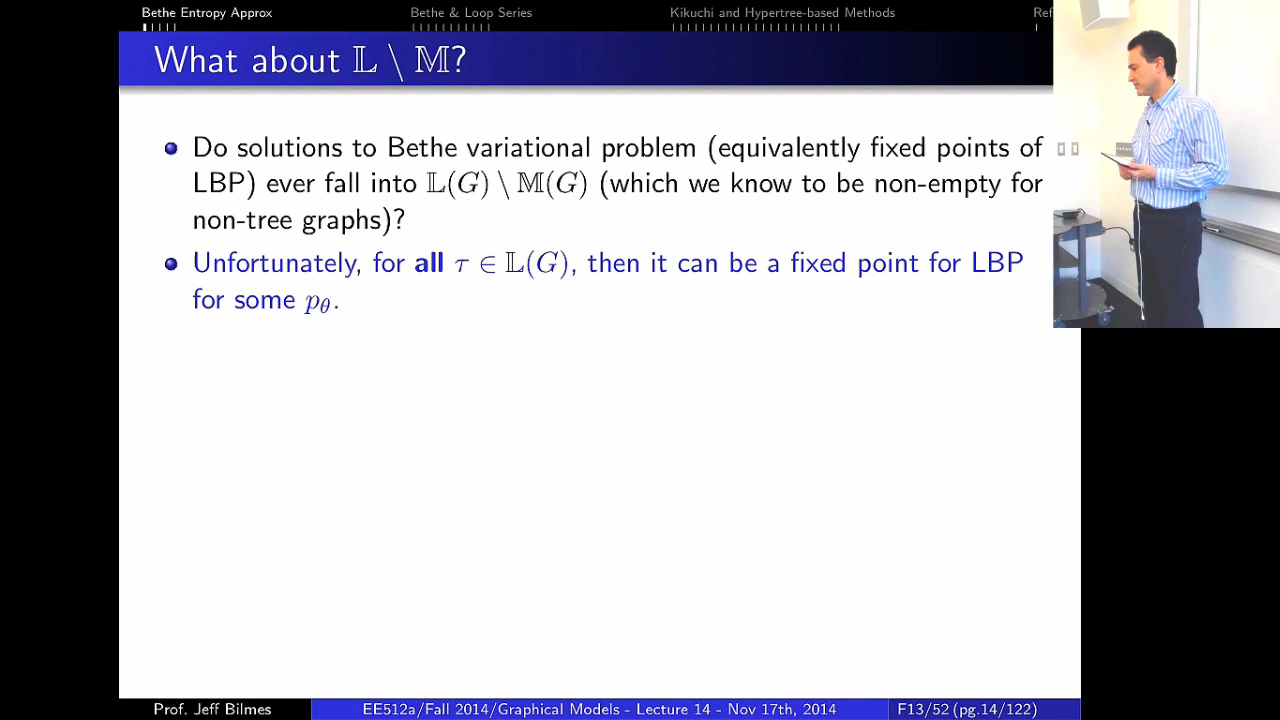 Bethe Entropy Approx Bethe & Loop Series Kikuchi and Hypertree-based Methods Ref
What about 𝕃 \ 𝕄?
Do solutions to Bethe variational problem (equivalently fixed points of
LBP) ever fall into 𝕃(G) \ 𝕄(G) (which we know to be non-empty for
non-tree graphs)?
Unfortunately, for all τ ∈ 𝕃(G), then it can be a fixed point for LBP
for some p_θ.
Prof. Jeff Bilmes EE512a/Fall 2014/Graphical Models - Lecture 14 - Nov 17th, 2014 F13/52 (pg.14/122)